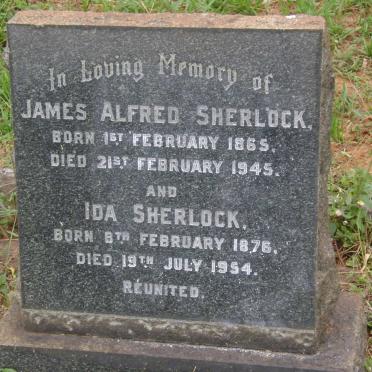 In Loving Memory of
JAMES ALFRED SHERLOCK.
BORN 1ST FEBRUARY 1865.
DIED 21ST FEBRUARY 1945.
AND
IDA SHERLOCK.
BORN 8TH FEBRUARY 1876.
DIED 19TH JULY 1954.
REUNITED.